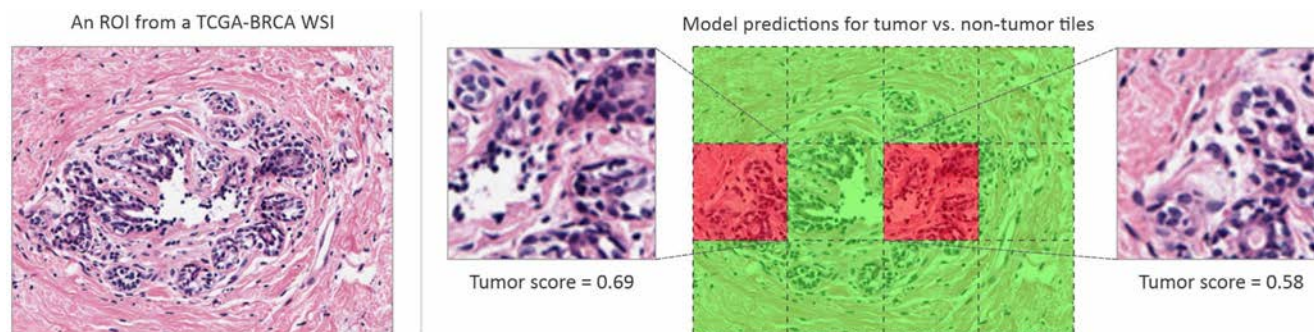 An ROI from a TCGA-BRCA WSI
Model predictions for tumor vs. non-tumor tiles
Tumor score = 0.69
Tumor score = 0.58